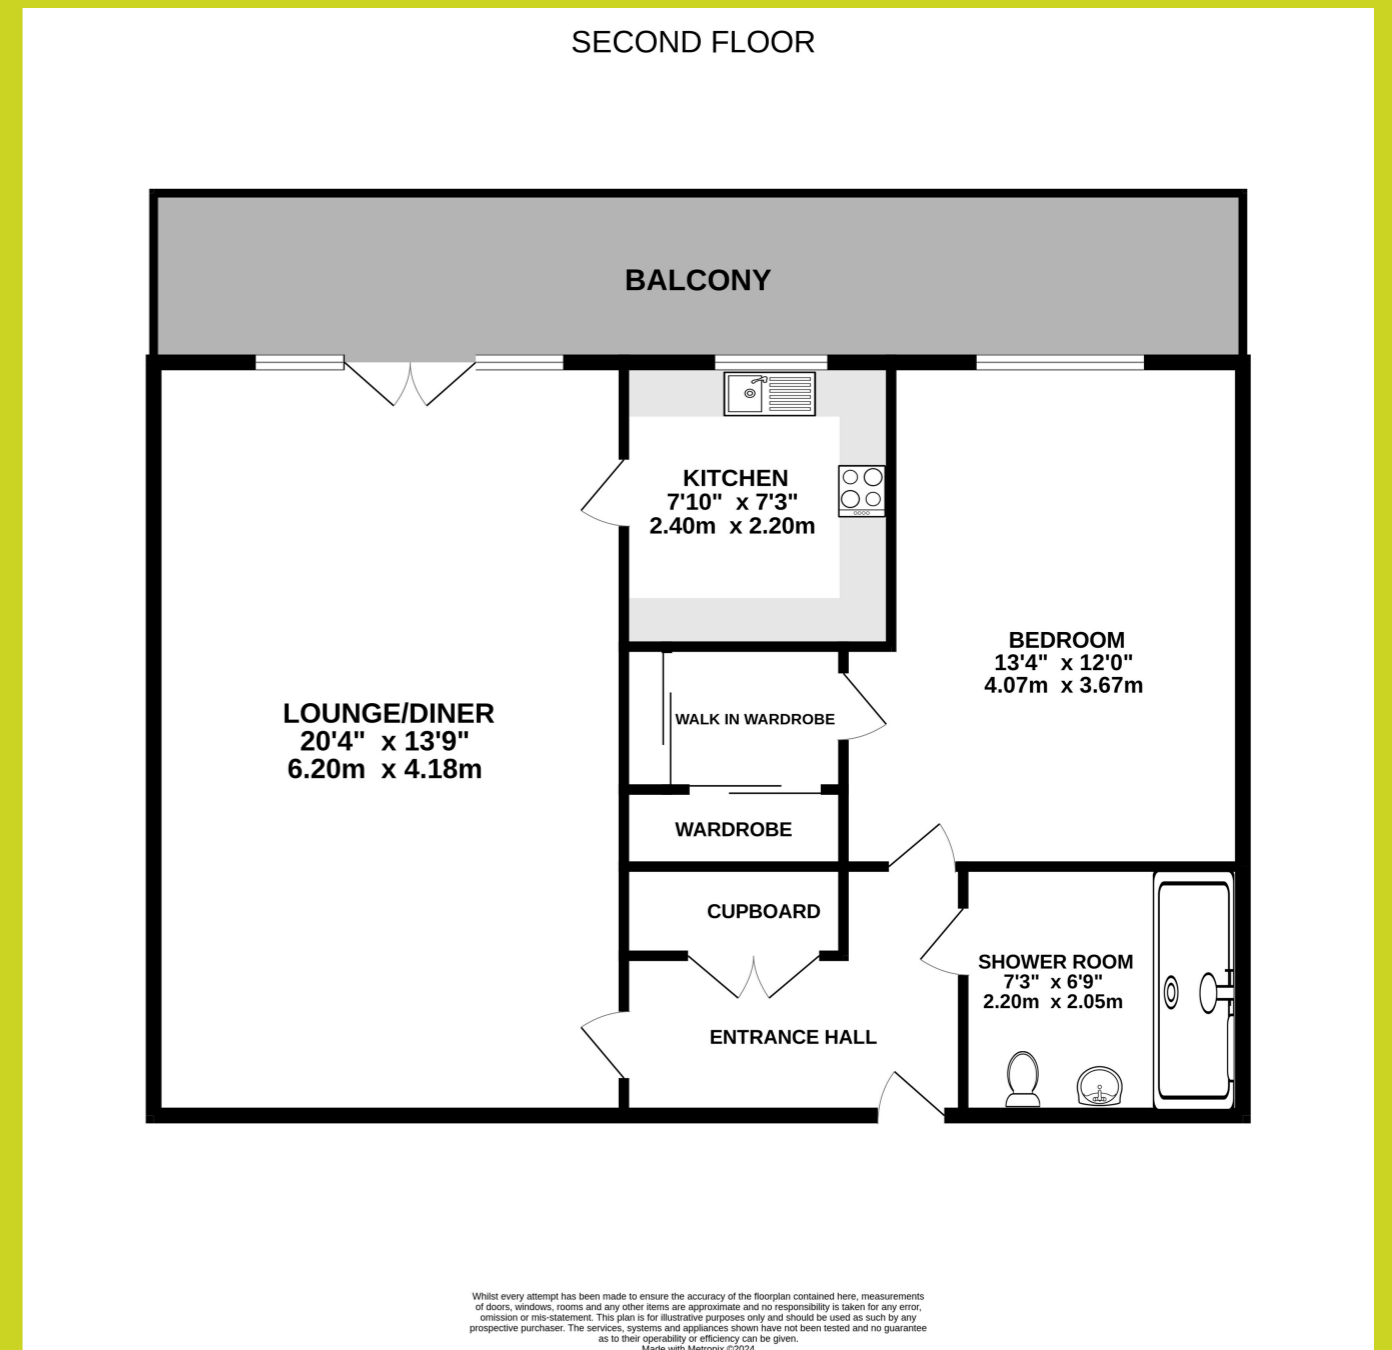 SECOND FLOOR
BALCONY
KITCHEN
7'10" x 7'3"
2.40m x 2.20m
BEDROOM
13'4" x 12'0"
4.07m x 3.67m
LOUNGE/DINER
20'4" x 13'9"
6.20m x 4.18m
WALK IN WARDROBE
WARDROBE
CUPBOARD
SHOWER ROOM
7'3" x 6'9"
2.20m x 2.05m
ENTRANCE HALL
Whilst every attempt has been made to ensure the accuracy of the floorplan contained here, measurements
of doors, windows, rooms and any other items are approximate and no responsibility is taken for any error,
omission or mis-statement. This plan is for illustrative purposes only and should be used as such by any
prospective purchaser. The services, systems and appliances shown have not been tested and no guarantee
as to their operability or efficiency can be given.
Made with Metropix ©2024